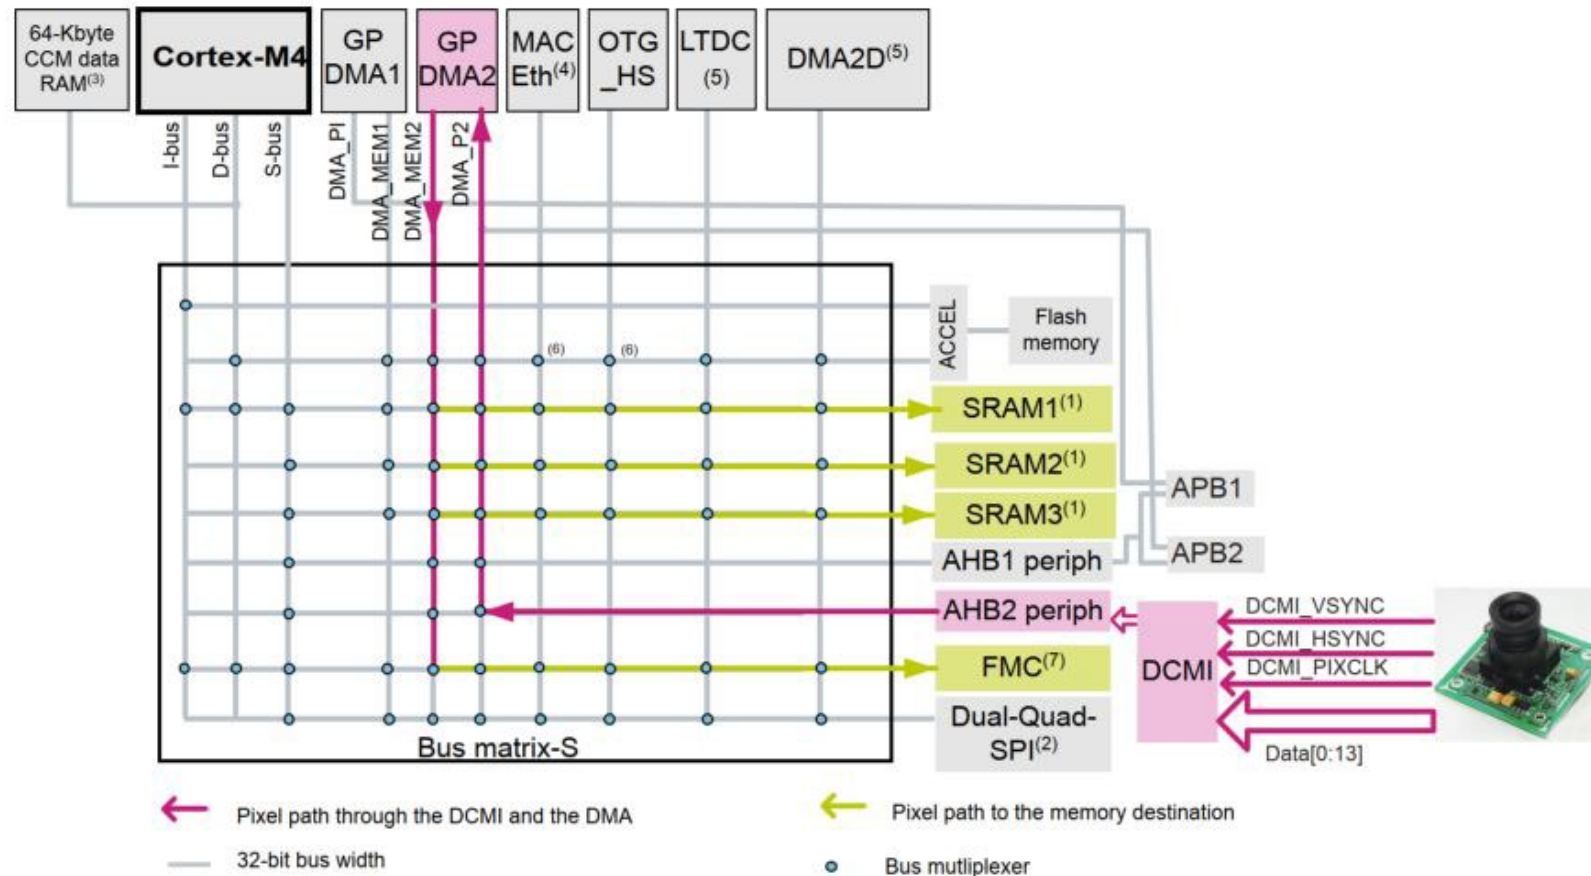 64-Kbyte
CCM data
RAM(3)
Cortex-M4
GP
DMA1
GP
DMA2
MAC
Eth(4)
OTG
_HS
LTDC
(5)
DMA2D(5)
I-bus
D-bus
S-bus
DMA_PI
DMA_MEM1
DMA_MEM2
DMA_P2
ACCEL
Flash
memory
(6)
(6)
SRAM1(1)
SRAM2(1)
SRAM3(1)
APB1
AHB1 periph
APB2
AHB2 periph
DCMI
DCMI_VSYNC
DCMI_HSYNC
DCMI_PIXCLK
FMC(7)
Dual-Quad-
SPI(2)
Data[0:13]
Bus matrix-S
Pixel path through the DCMI and the DMA
Pixel path to the memory destination
32-bit bus width
Bus mutliplexer